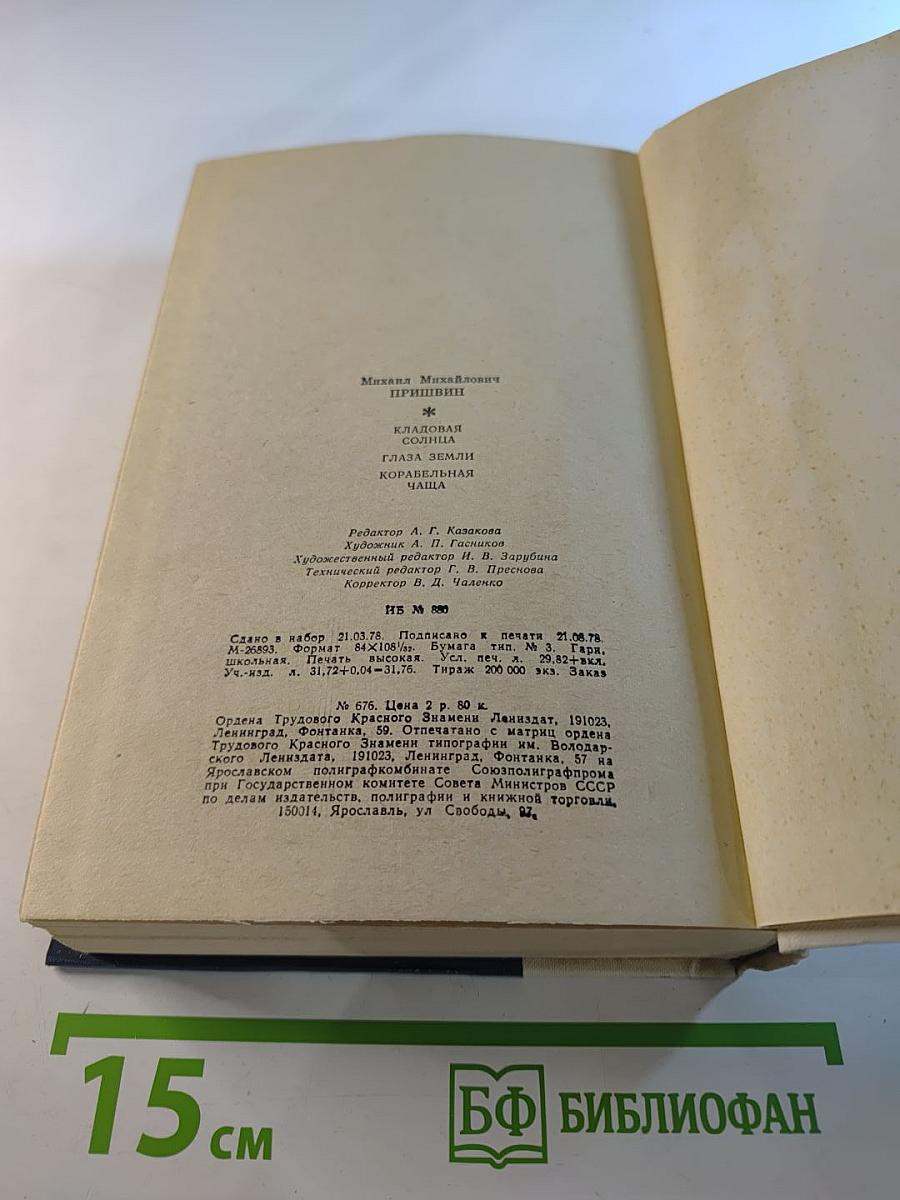 Михаил Михайлович
ПРИШВИН
*
КЛАДОВАЯ
СОЛНЦА
ГЛАЗА ЗЕМЛИ
КОРАБЕЛЬНАЯ
ЧАЩА
Редактор А. Г. Казакова
Художник А. П. Гасников
Художественный редактор И. В. Зарубина
Технический редактор Г. В. Преснова
Корректор В. Д. Чаленко
ИБ № 880
Сдано в набор 21.03.78. Подписано к печати 21.08.78.
М-26893. Формат 84×108¹/₃₂. Бумага тип. № 3. Гарн.
школьная. Печать высокая. Усл. печ. л. 29,82+вкл.
Уч.-изд. л. 31,72+0,04=31,76. Тираж 200 000 экз. Заказ
№ 676. Цена 2 р. 80 к.
Ордена Трудового Красного Знамени Лениздат, 191023,
Ленинград, Фонтанка, 59. Отпечатано с матриц ордена
Трудового Красного Знамени типографии им. Володар-
ского Лениздата, 191023, Ленинград, Фонтанка, 57 на
Ярославском полиграфкомбинате Союзполиграфпрома
при Государственном комитете Совета Министров СССР
по делам издательств, полиграфии и книжной торговли.
150014, Ярославль, ул Свободы, 97.
15 см
БФ БИБЛИОФАН